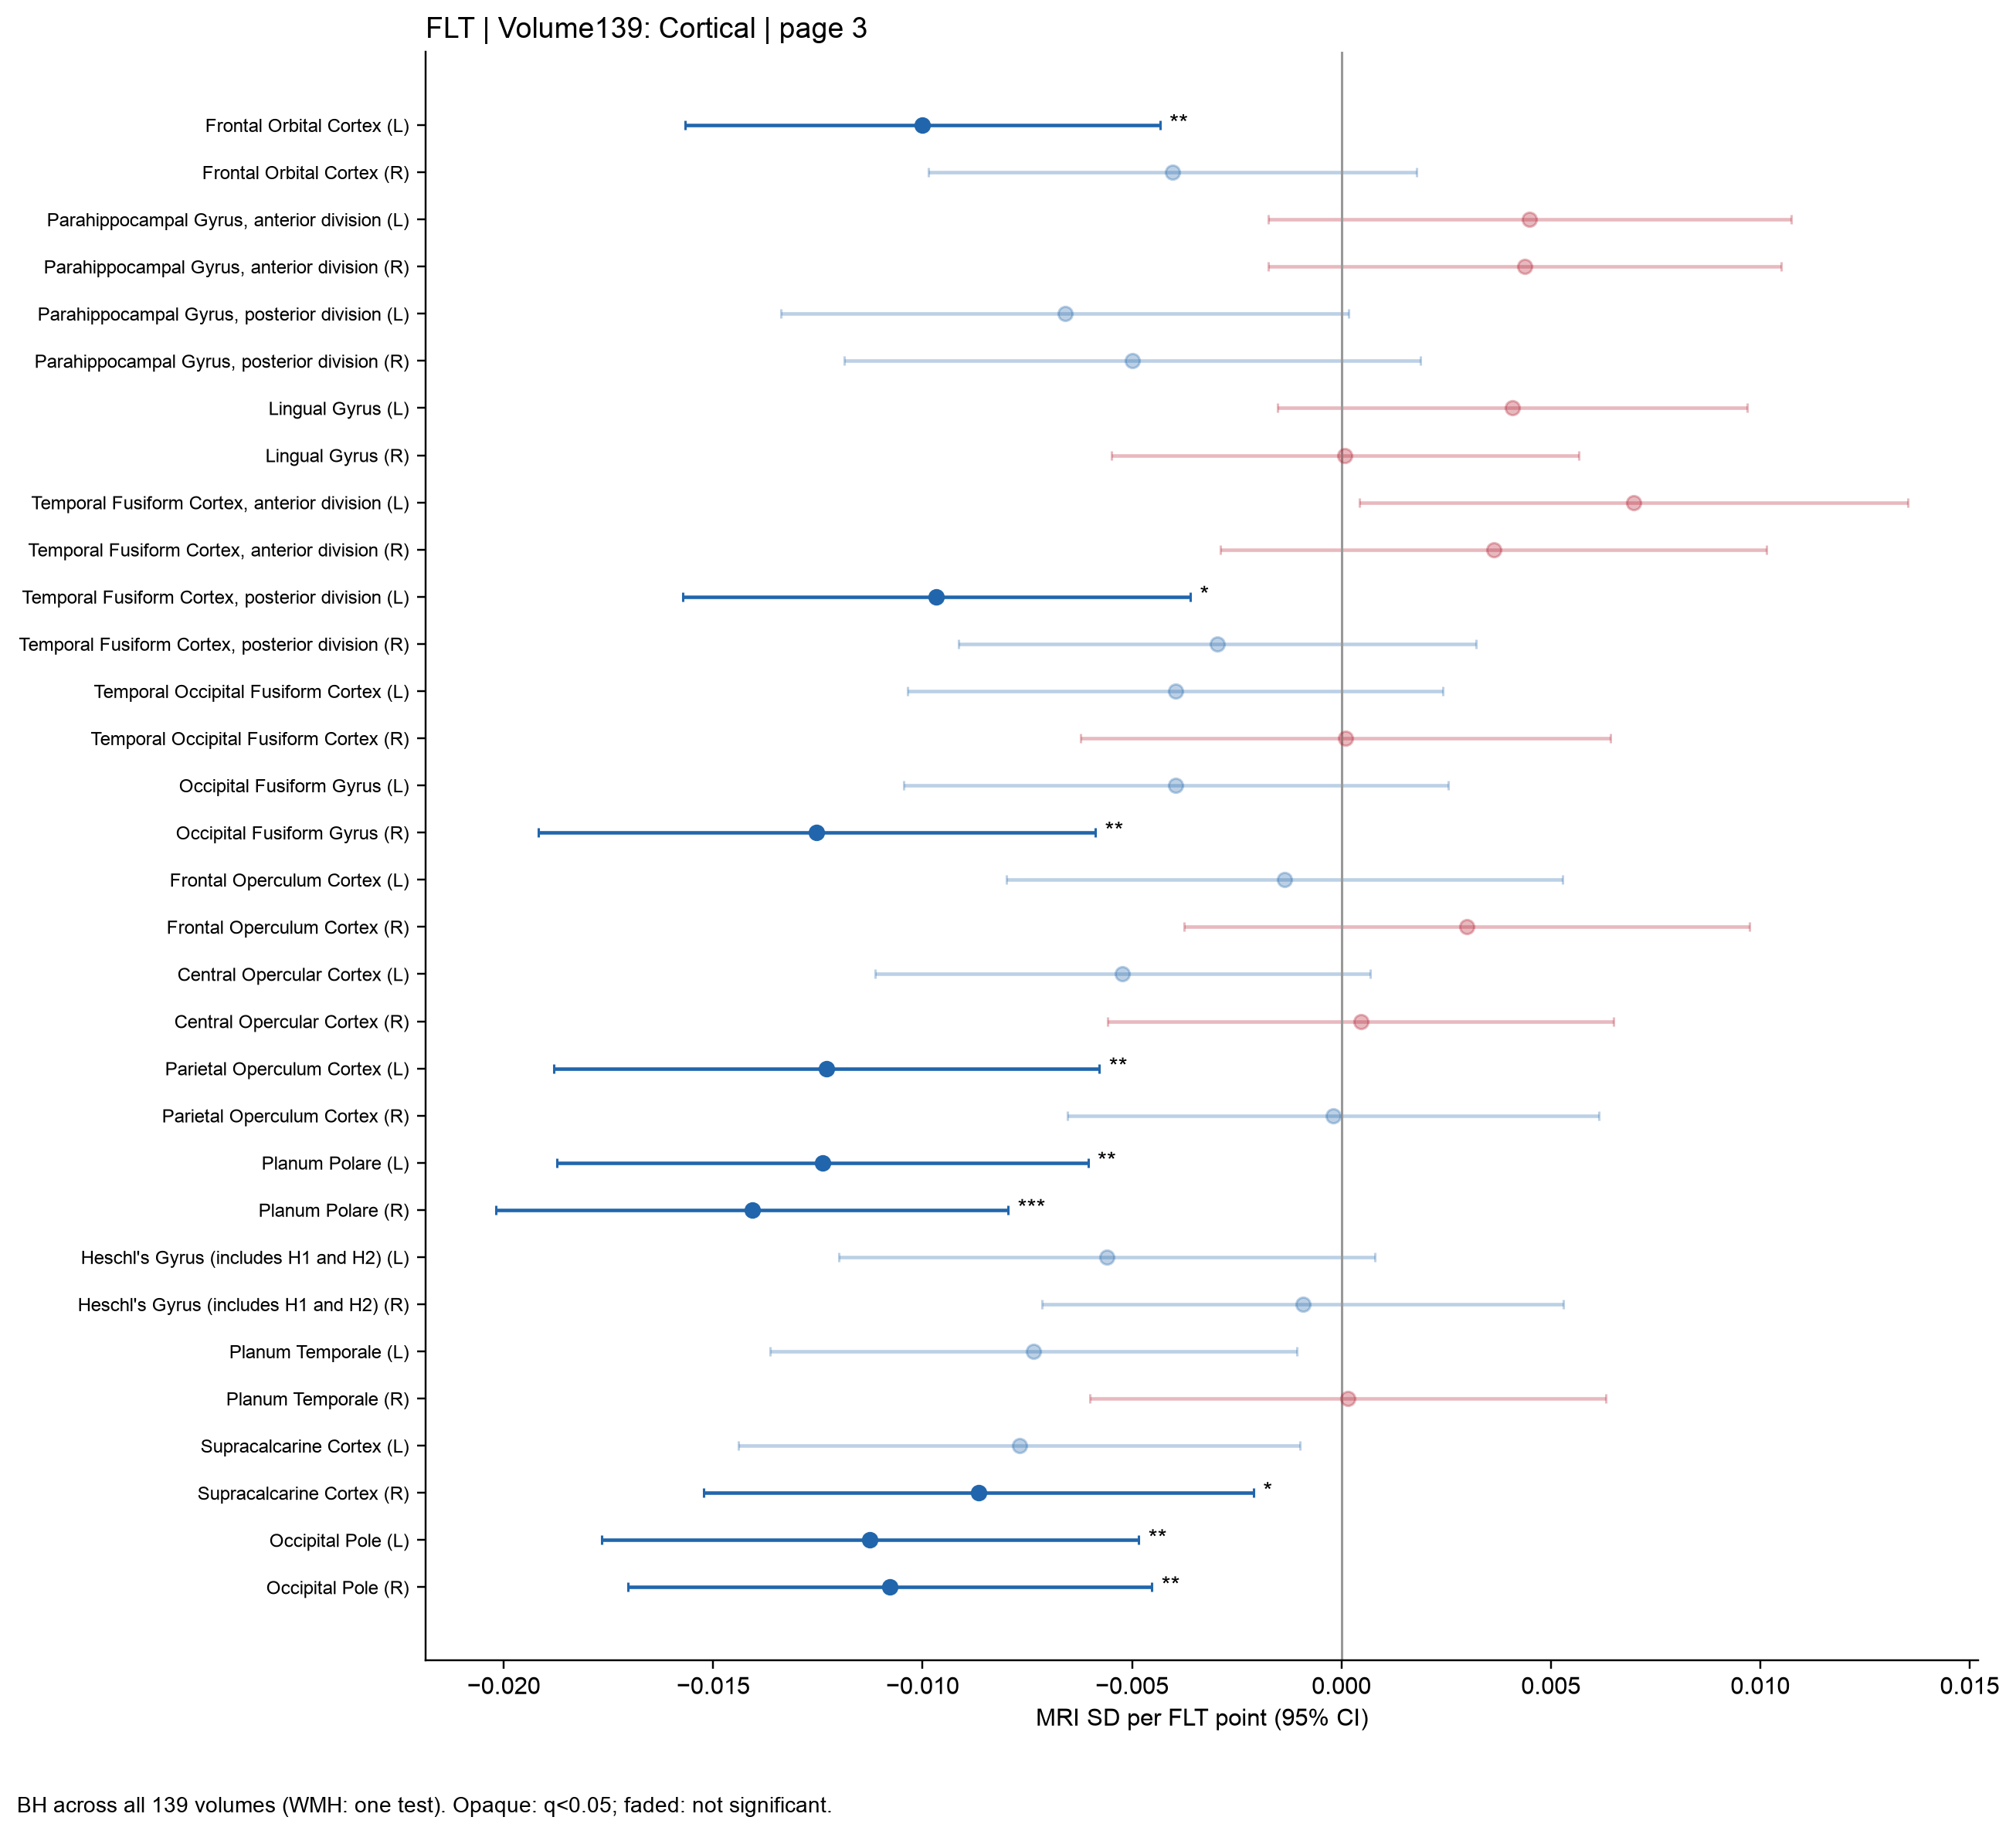 FLT | Volume139: Cortical | page 3
Frontal Orbital Cortex (L)
**
Frontal Orbital Cortex (R)
Parahippocampal Gyrus, anterior division (L)
Parahippocampal Gyrus, anterior division (R)
Parahippocampal Gyrus, posterior division (L)
Parahippocampal Gyrus, posterior division (R)
Lingual Gyrus (L)
Lingual Gyrus (R)
Temporal Fusiform Cortex, anterior division (L)
Temporal Fusiform Cortex, anterior division (R)
Temporal Fusiform Cortex, posterior division (L)
*
Temporal Fusiform Cortex, posterior division (R)
Temporal Occipital Fusiform Cortex (L)
Temporal Occipital Fusiform Cortex (R)
Occipital Fusiform Gyrus (L)
Occipital Fusiform Gyrus (R)
**
Frontal Operculum Cortex (L)
Frontal Operculum Cortex (R)
Central Opercular Cortex (L)
Central Opercular Cortex (R)
Parietal Operculum Cortex (L)
**
Parietal Operculum Cortex (R)
Planum Polare (L)
**
Planum Polare (R)
***
Heschl's Gyrus (includes H1 and H2) (L)
Heschl's Gyrus (includes H1 and H2) (R)
Planum Temporale (L)
Planum Temporale (R)
Supracalcarine Cortex (L)
Supracalcarine Cortex (R)
*
Occipital Pole (L)
**
Occipital Pole (R)
**
−0.020 −0.015 −0.010 −0.005 0.000 0.005 0.010 0.015
MRI SD per FLT point (95% CI)
BH across all 139 volumes (WMH: one test). Opaque: q<0.05; faded: not significant.